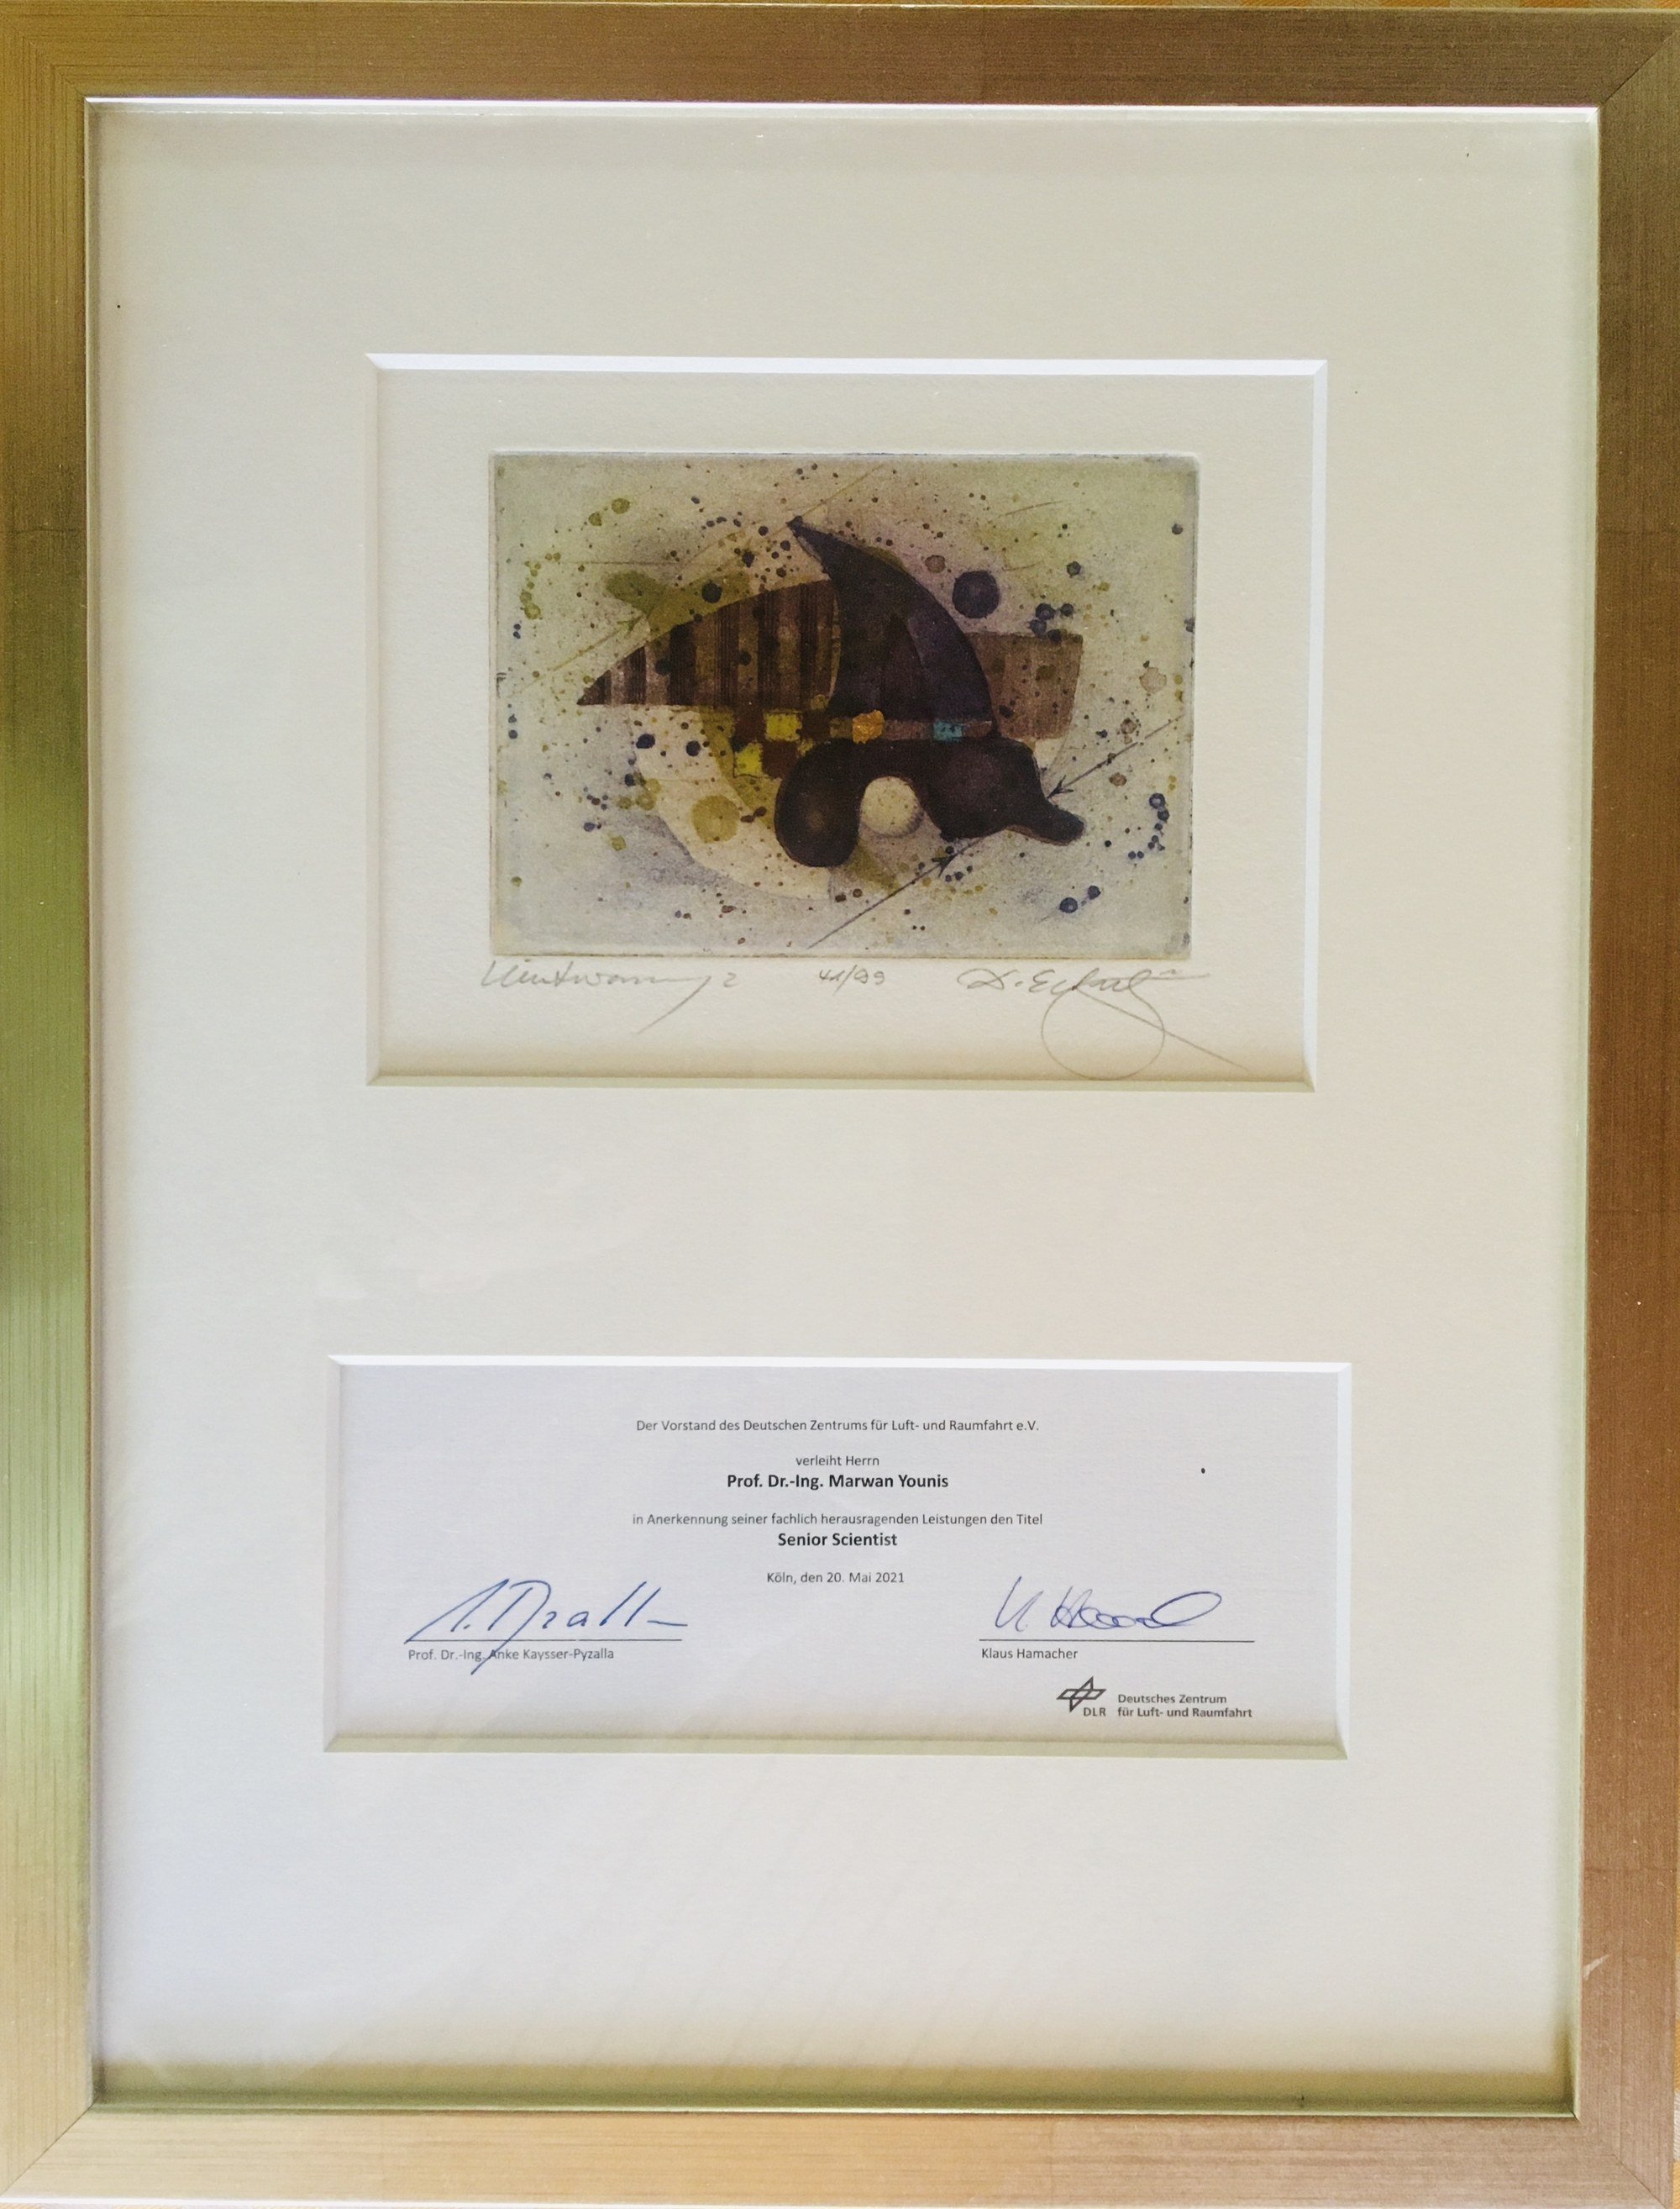 41/99
Der Vorstand des Deutschen Zentrums für Luft- und Raumfahrt e.V.
verleiht Herrn
Prof. Dr.-Ing. Marwan Younis
in Anerkennung seiner fachlich herausragenden Leistungen den Titel
Senior Scientist
Köln, den 20. Mai 2021
Prof. Dr.-Ing. Anke Kaysser-Pyzalla
Klaus Hamacher
DLR
Deutsches Zentrum
für Luft- und Raumfahrt